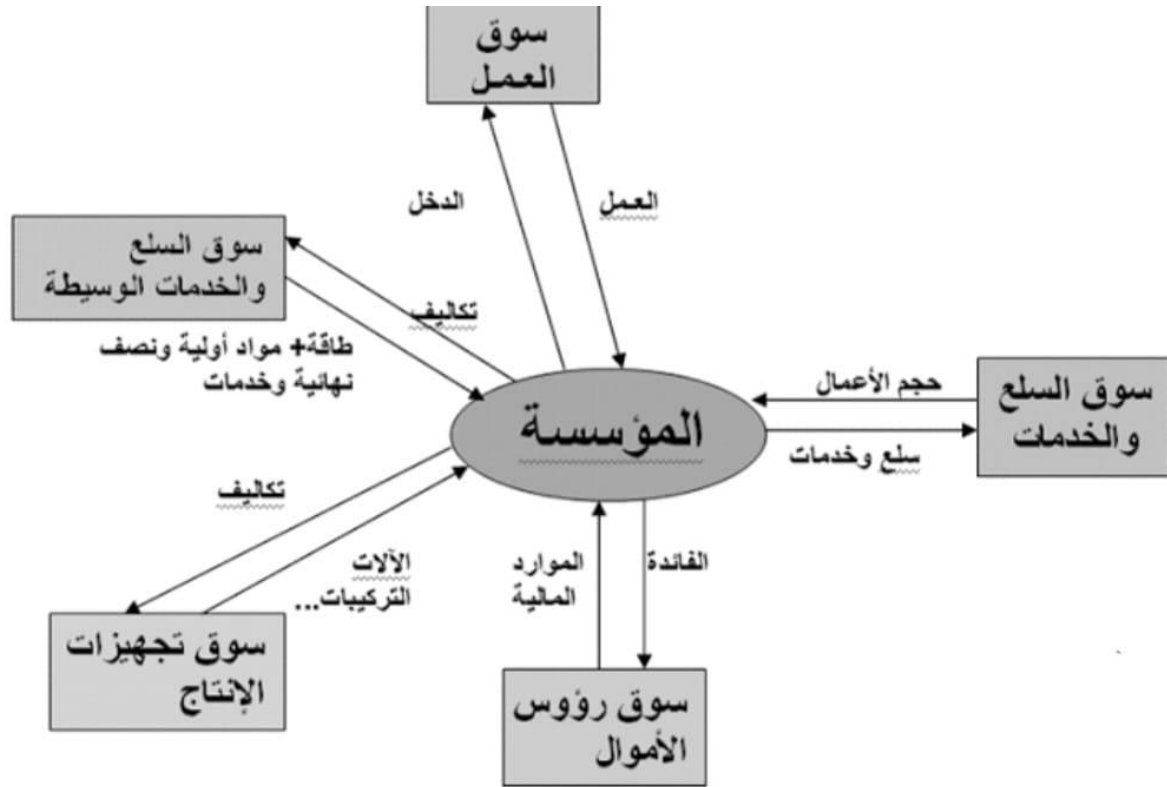 سوق
العمل
الدخل
العمل
سوق السلع
والخدمات الوسيطة
تكاليف
طاقة+ مواد أولية ونصف
نهائية وخدمات
حجم الأعمال
سوق السلع
والخدمات
المؤسسة
سلع وخدمات
تكاليف
الآلات
التركيبات...
الموارد
المالية
الفائدة
سوق تجهيزات
الإنتاج
سوق رؤوس
الأموال